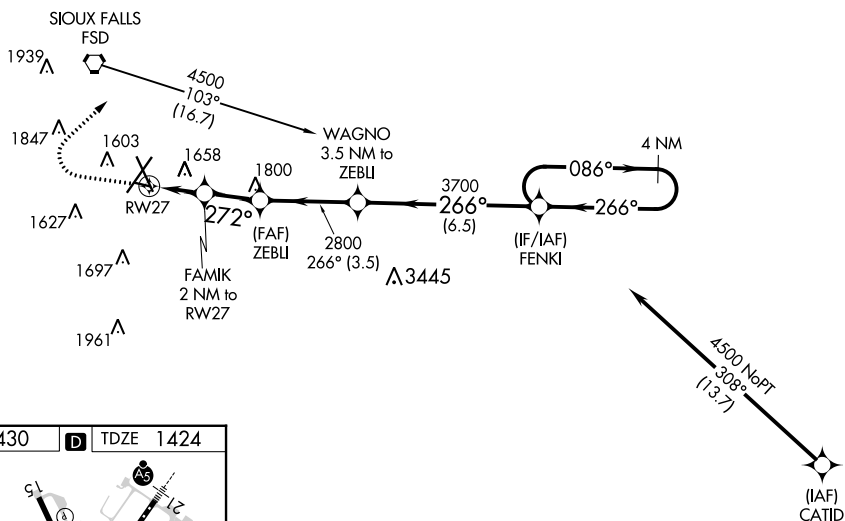 SIOUX FALLS
FSD
1939
4500
103°
(16.7)
WAGNO
3.5 NM to
ZEBLI
4 NM
1847
1603
1658
1800
086°
3700
266°
(6.5)
266°
RW27
272°
1627
(FAF)
ZEBLI
2800
266° (3.5)
(IF/IAF)
FENKI
1697
FAMIK
2 NM to
RW27
3445
1961
4500 NoPT
308°
(13.7)
430
D
TDZE 1424
A5
15
21
P
(IAF)
CATID